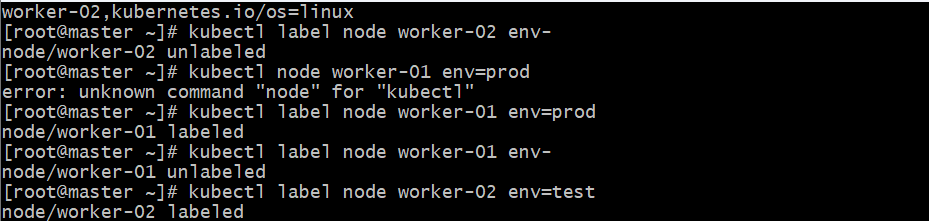 worker-02,kubernetes.io/os=linux
[root@master ~]# kubectl label node worker-02 env-
node/worker-02 unlabeled
[root@master ~]# kubectl node worker-01 env=prod
error: unknown command "node" for "kubectl"
[root@master ~]# kubectl label node worker-01 env=prod
node/worker-01 labeled
[root@master ~]# kubectl label node worker-01 env-
node/worker-01 unlabeled
[root@master ~]# kubectl label node worker-02 env=test
node/worker-02 labeled